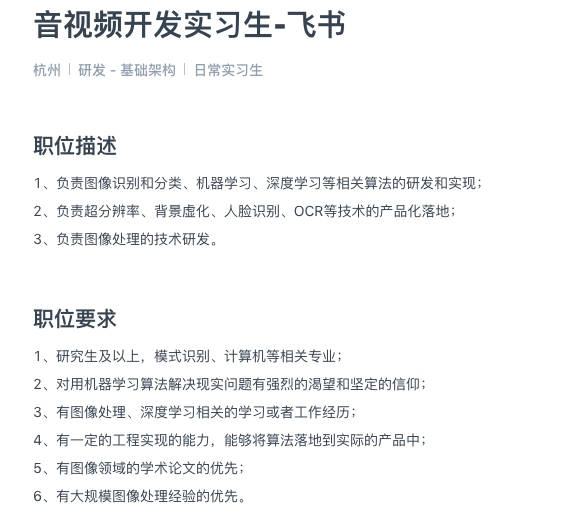 音视频开发实习生-飞书
杭州 | 研发 - 基础架构 | 日常实习生
职位描述
1、负责图像识别和分类、机器学习、深度学习等相关算法的研发和实现；
2、负责超分辨率、背景虚化、人脸识别、OCR等技术的产品化落地；
3、负责图像处理的技术研发。
职位要求
1、研究生及以上，模式识别、计算机等相关专业；
2、对用机器学习算法解决现实问题有强烈的渴望和坚定的信仰；
3、有图像处理、深度学习相关的学习或者工作经历；
4、有一定的工程实现的能力，能够将算法落地到实际的产品中；
5、有图像领域的学术论文的优先；
6、有大规模图像处理经验的优先。